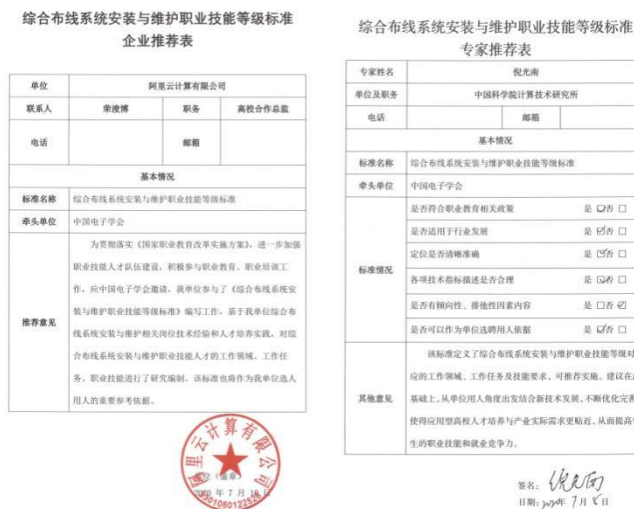 综合布线系统安装与维护职业技能等级标准
企业推荐表
单位 阿里云计算有限公司
联系人 荣浚博 职务 高校合作总监
电话 邮箱
基本情况
标准名称 综合布线系统安装与维护职业技能等级标准
牵头单位 中国电子学会
推荐意见
为贯彻落实《国家职业教育改革实施方案》，进一步加强
职业技能人才队伍建设，积极参与职业教育、职业培训工
作，应中国电子学会邀请，我单位参与了《综合布线系统安
装与维护职业技能等级标准》编写工作，基于我单位综合布
线系统安装与维护相关岗位技术经验和人才培养实践，对综
合布线系统安装与维护职业技能人才的工作领域、工作任
务、职业技能进行了研究编制。该标准也将作为我单位选人
用人的重要参考依据。
阿里云计算有限公司
单位（盖章）
2020 年 7 月
综合布线系统安装与维护职业技能等级标准
专家推荐表
专家姓名 倪光南
单位及职务 中国科学院计算技术研究所
电话 邮箱
基本情况
标准名称 综合布线系统安装与维护职业技能等级标准
牵头单位 中国电子学会
标准情况
是否符合职业教育相关政策 是 ☑否 □
是否适用于行业发展 是 ☑否 □
定位是否清晰准确 是 ☑否 □
各项技术指标描述是否合理 是 ☑否 □
是否有倾向性、排他性因素内容 是 □否 ☑
是否可以作为单位选聘用人依据 是 ☑否 □
其他意见
该标准定义了综合布线系统安装与维护职业技能等级对
应的工作领域、工作任务及技能要求，可推荐实施。建议在
基础上，从单位用人角度出发结合新技术发展，不断优化完善
使得应用型高校人才培养与产业实际需求更贴近，从而提高
生的职业技能和就业竞争力。
签名：倪光南
日期：2020年 7月 8日